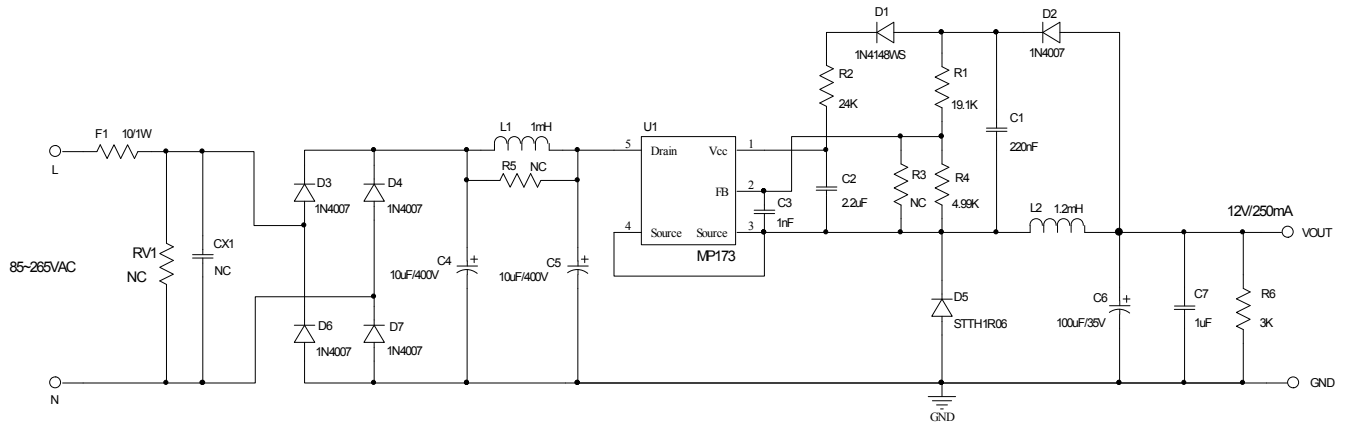 D1
1N4148WS
D2
1N4007
R2
24K
R1
19.1K
C1
220nF
F1 10/1W
L
L1 1mH
R5 NC
U1
5 Drain Vcc 1
FB 2
4 Source Source 3
MP173
C2
2.2uF
C3
1nF
R3
NC
R4
4.99K
L2 1.2mH
12V/250mA
VOUT
D3
1N4007
D4
1N4007
85~265VAC
RV1
NC
CX1
NC
C4
10uF/400V
C5
10uF/400V
D5
STTH1R06
C6
100uF/35V
C7
1uF
R6
3K
D6
1N4007
D7
1N4007
N
GND
GND